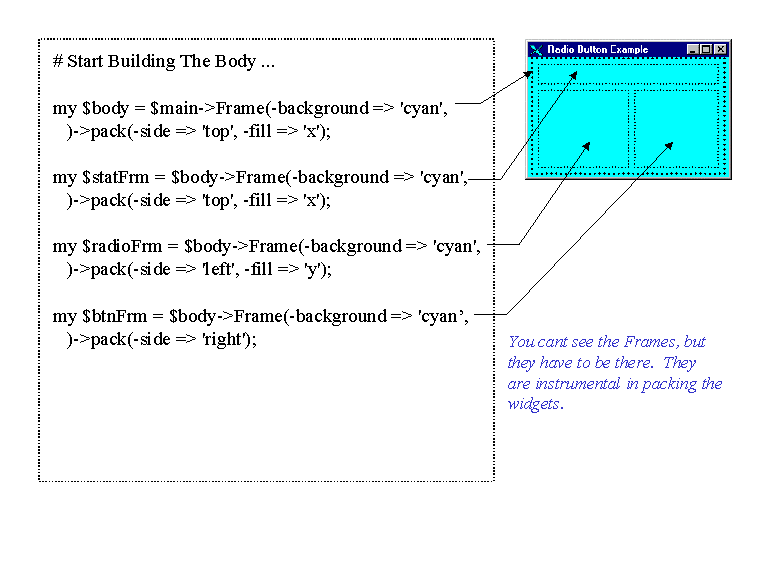 # Start Building The Body ...
my $body = $main->Frame(-background => 'cyan',
)->pack(-side => 'top', -fill => 'x');
my $statFrm = $body->Frame(-background => 'cyan',
)->pack(-side => 'top', -fill => 'x');
my $radioFrm = $body->Frame(-background => 'cyan',
)->pack(-side => 'left', -fill => 'y');
my $btnFrm = $body->Frame(-background => 'cyan’,
)->pack(-side => 'right');
Radio Button Example
You cant see the Frames, but
they have to be there.  They
are instrumental in packing the
widgets.